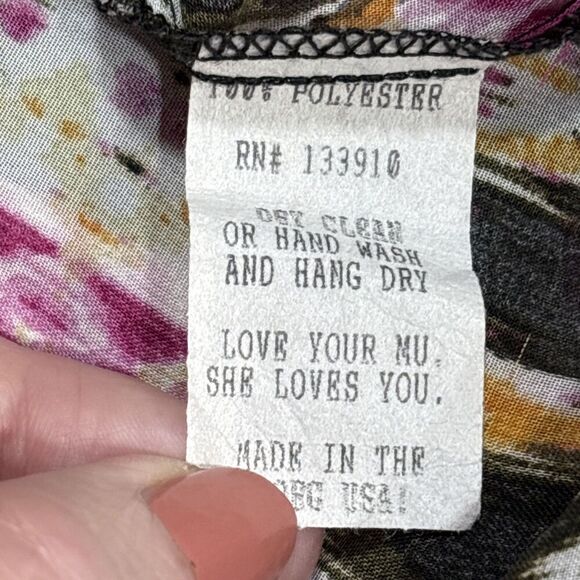 100% POLYESTER
RN# 133910
DRY CLEAN
OR HAND WASH
AND HANG DRY
LOVE YOUR MU.
SHE LOVES YOU.
MADE IN THE
USA!